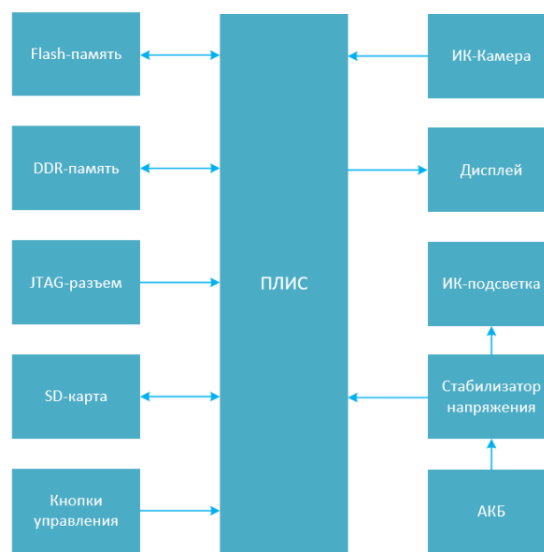 Flash-память
DDR-память
JTAG-разъем
SD-карта
Кнопки
управления
ПЛИС
ИК-Камера
Дисплей
ИК-подсветка
Стабилизатор
напряжения
АКБ